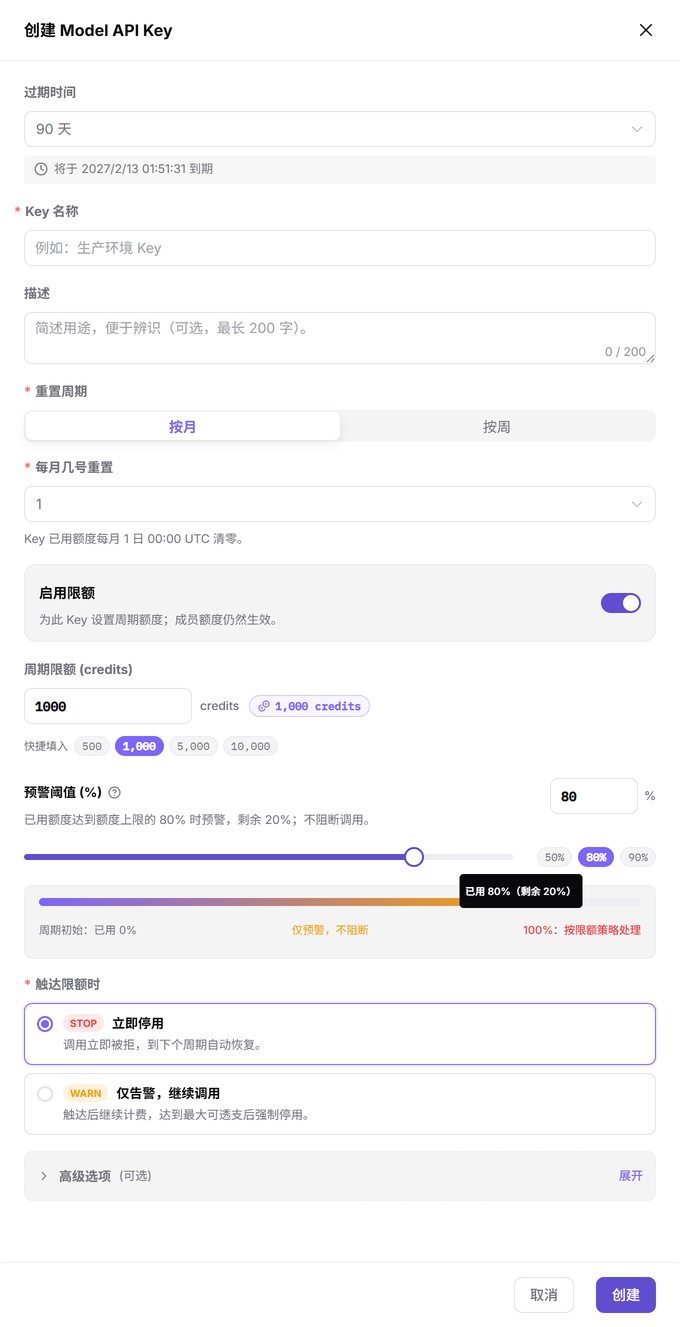 创建 Model API Key
过期时间
90 天
将于 2027/2/13 01:51:31 到期
* Key 名称
例如：生产环境 Key
描述
简述用途，便于辨识（可选，最长 200 字）。
0 / 200
* 重置周期
按月
按周
* 每月几号重置
1
Key 已用额度每月 1 日 00:00 UTC 清零。
启用限额
为此 Key 设置周期额度；成员额度仍然生效。
周期限额 (credits)
1000 credits 1,000 credits
快捷填入 500 1,000 5,000 10,000
预警阈值 (%)
80 %
已用额度达到额度上限的 80% 时预警，剩余 20%；不阻断调用。
50% 80% 90%
已用 80%（剩余 20%）
周期初始：已用 0% 仅预警，不阻断 100%：按限额策略处理
* 触达限额时
STOP 立即停用
调用立即被拒，到下个周期自动恢复。
WARN 仅告警，继续调用
触达后继续计费，达到最大可透支后强制停用。
高级选项 (可选) 展开
取消 创建